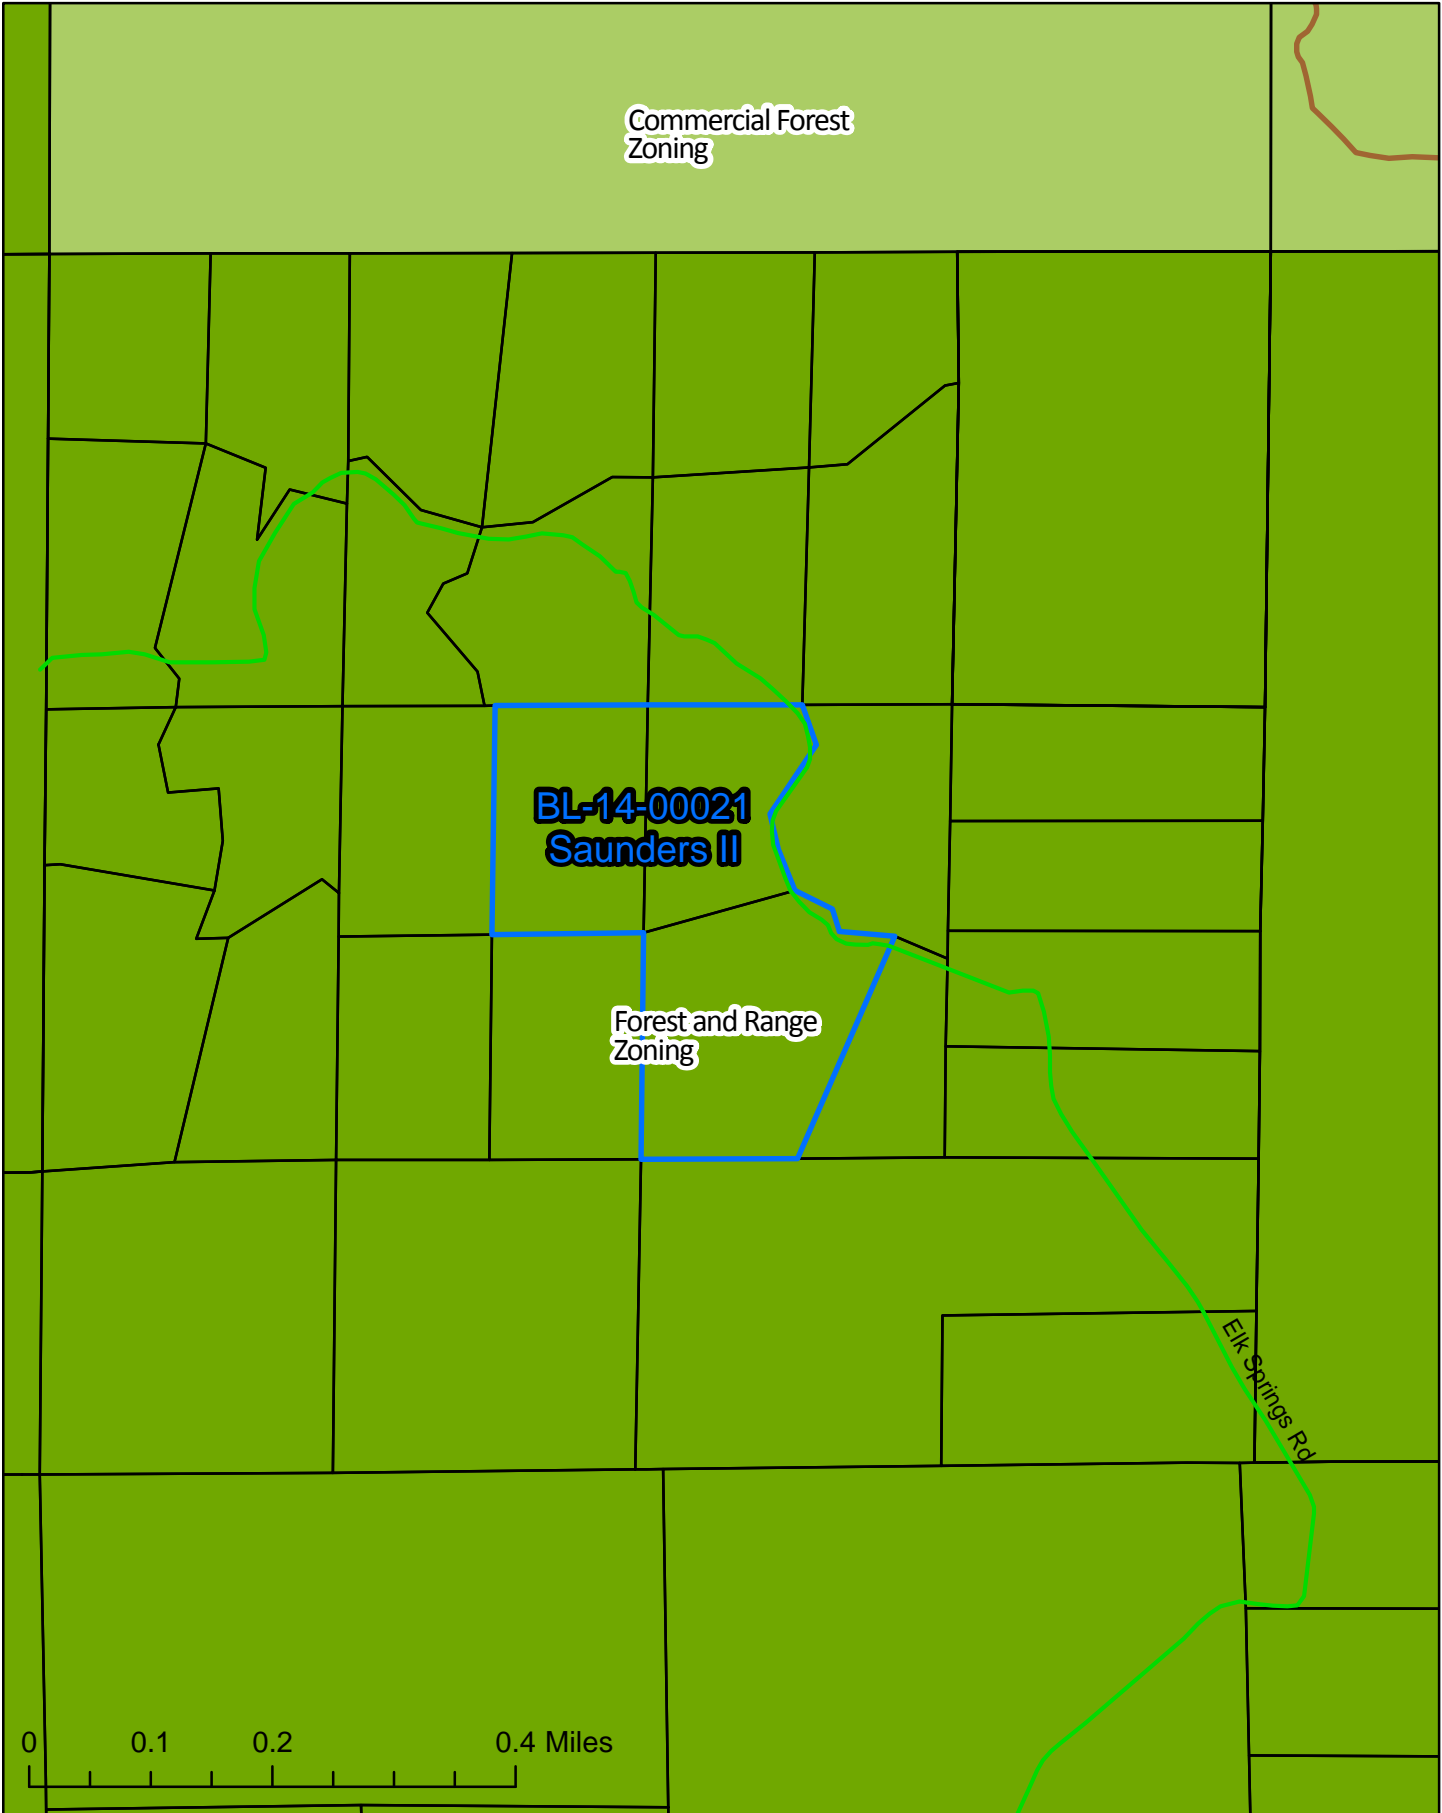 Commercial Forest
Zoning
BL-14-00021
Saunders II
Forest and Range
Zoning
Elk Springs Rd
0 0.1 0.2 0.4 Miles